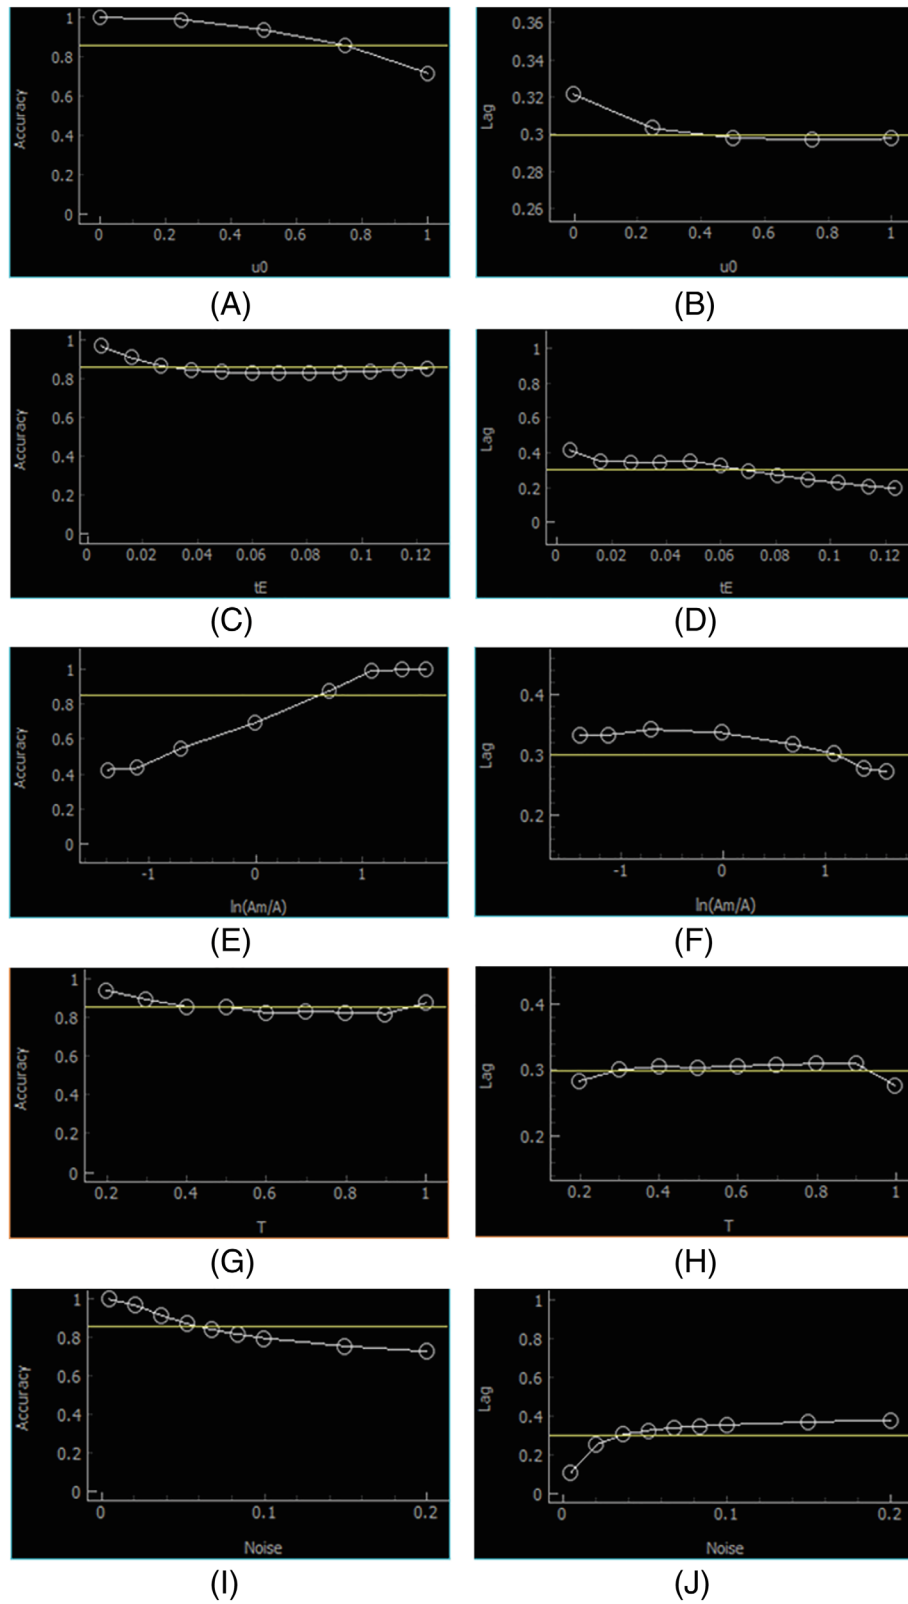 1
0.8
0.6
0.4
0.2
0
Accuracy
0 0.2 0.4 0.6 0.8 1
u0
(A)
0.36
0.34
0.32
0.3
0.28
0.26
Lag
0 0.2 0.4 0.6 0.8 1
u0
(B)
1
0.8
0.6
0.4
0.2
0
Accuracy
0 0.02 0.04 0.06 0.08 0.1 0.12
tE
(C)
1
0.8
0.6
0.4
0.2
0
Lag
0 0.02 0.04 0.06 0.08 0.1 0.12
tE
(D)
1
0.8
0.6
0.4
0.2
0
Accuracy
-1 0 1
ln(Am/A)
(E)
0.4
0.3
0.2
Lag
-1 0 1
ln(Am/A)
(F)
1
0.8
0.6
0.4
0.2
0
Accuracy
0.2 0.4 0.6 0.8 1
T
(G)
0.4
0.3
0.2
Lag
0.2 0.4 0.6 0.8 1
T
(H)
1
0.8
0.6
0.4
0.2
0
Accuracy
0 0.1 0.2
Noise
(I)
1
0.8
0.6
0.4
0.2
0
Lag
0 0.1 0.2
Noise
(J)